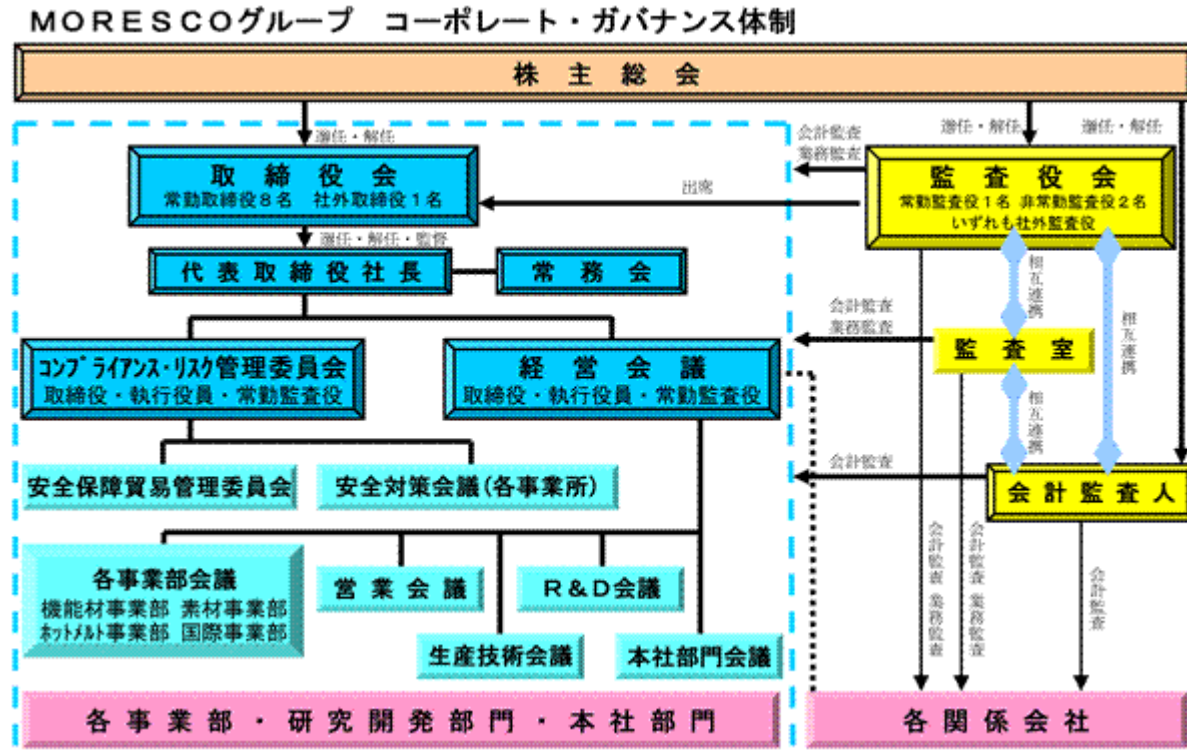 MORESCOグループ コーポレート・ガバナンス体制
株主総会
選任・解任
会計監査
業務監査
選任・解任
選任・解任
取締役会
常勤取締役8名 社外取締役1名
出席
監査役会
常勤監査役1名 非常勤監査役2名
いずれも社外監査役
選任・解任・監督
代表取締役社長
常務会
相互連携
相互連携
会計監査
業務監査
監査室
コンプライアンス・リスク管理委員会
取締役・執行役員・常勤監査役
経営会議
取締役・執行役員・常勤監査役
相互連携
会計監査
安全保障貿易管理委員会
安全対策会議(各事業所)
会計監査人
各事業部会議
機能材事業部 素材事業部
ホットメルト事業部 国際事業部
営業会議
R&D会議
生産技術会議
本社部門会議
会計監査 業務監査
会計監査 業務監査
会計監査
各事業部・研究開発部門・本社部門
各関係会社